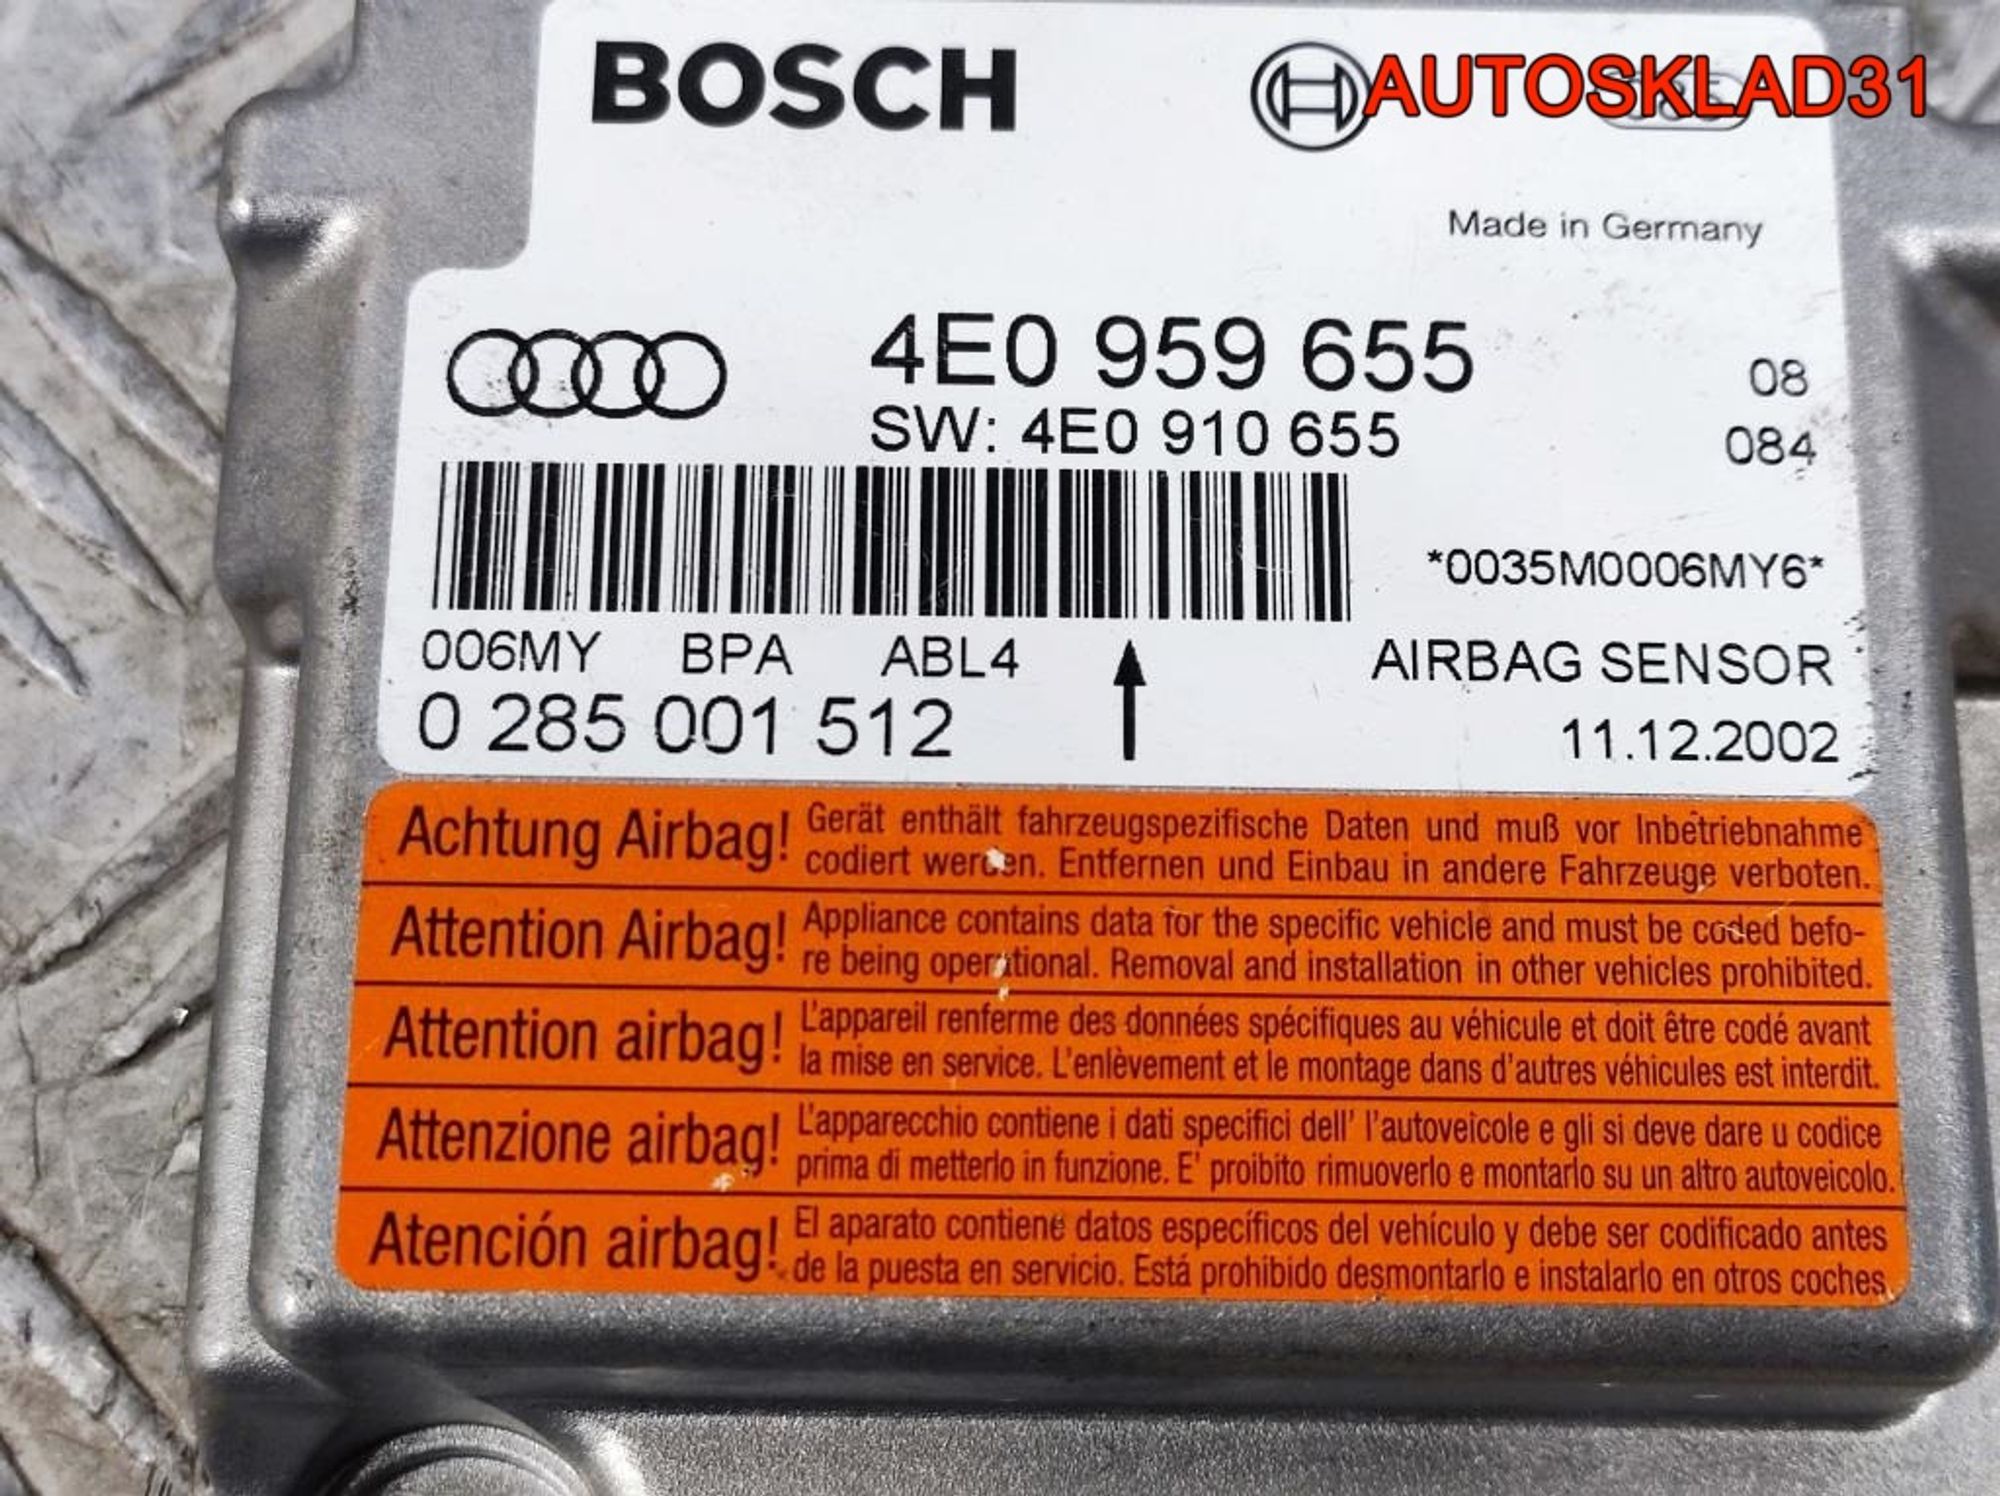 BOSCH
AUTOSKLAD31
Made in Germany
4E0 959 655 08
SW: 4E0 910 655 084
*0035M0006MY6*
006MY BPA ABL4 AIRBAG SENSOR
0 285 001 512 11.12.2002
Achtung Airbag! Gerät enthält fahrzeugspezifische Daten und muß vor Inbetriebnahme
codiert werden. Entfernen und Einbau in andere Fahrzeuge verboten.
Attention Airbag! Appliance contains data for the specific vehicle and must be coded befo-
re being operational. Removal and installation in other vehicles prohibited.
Attention airbag! L'appareil renferme des données spécifiques au véhicule et doit être codé avant
la mise en service. L'enlèvement et le montage dans d'autres véhicules est interdit.
Attenzione airbag! L'apparecchio contiene i dati specifici dell' l'autoveicole e gli si deve dare u codice
prima di metterlo in funzione. E' proibito rimuoverlo e montarlo su un altro autoveicolo.
Atención airbag! El aparato contiene datos específicos del vehículo y debe ser codificado antes
de la puesta en servicio. Está prohibido desmontarlo e instalarlo en otros coches.